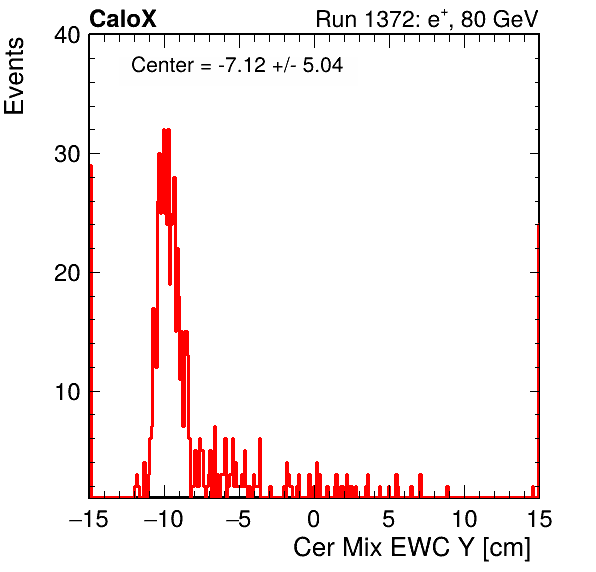 CaloX Run 1372: e⁺, 80 GeV
Center = -7.12 +/- 5.04
Events
40
30
20
10
−15 −10 −5 0 5 10 15
Cer Mix EWC Y [cm]